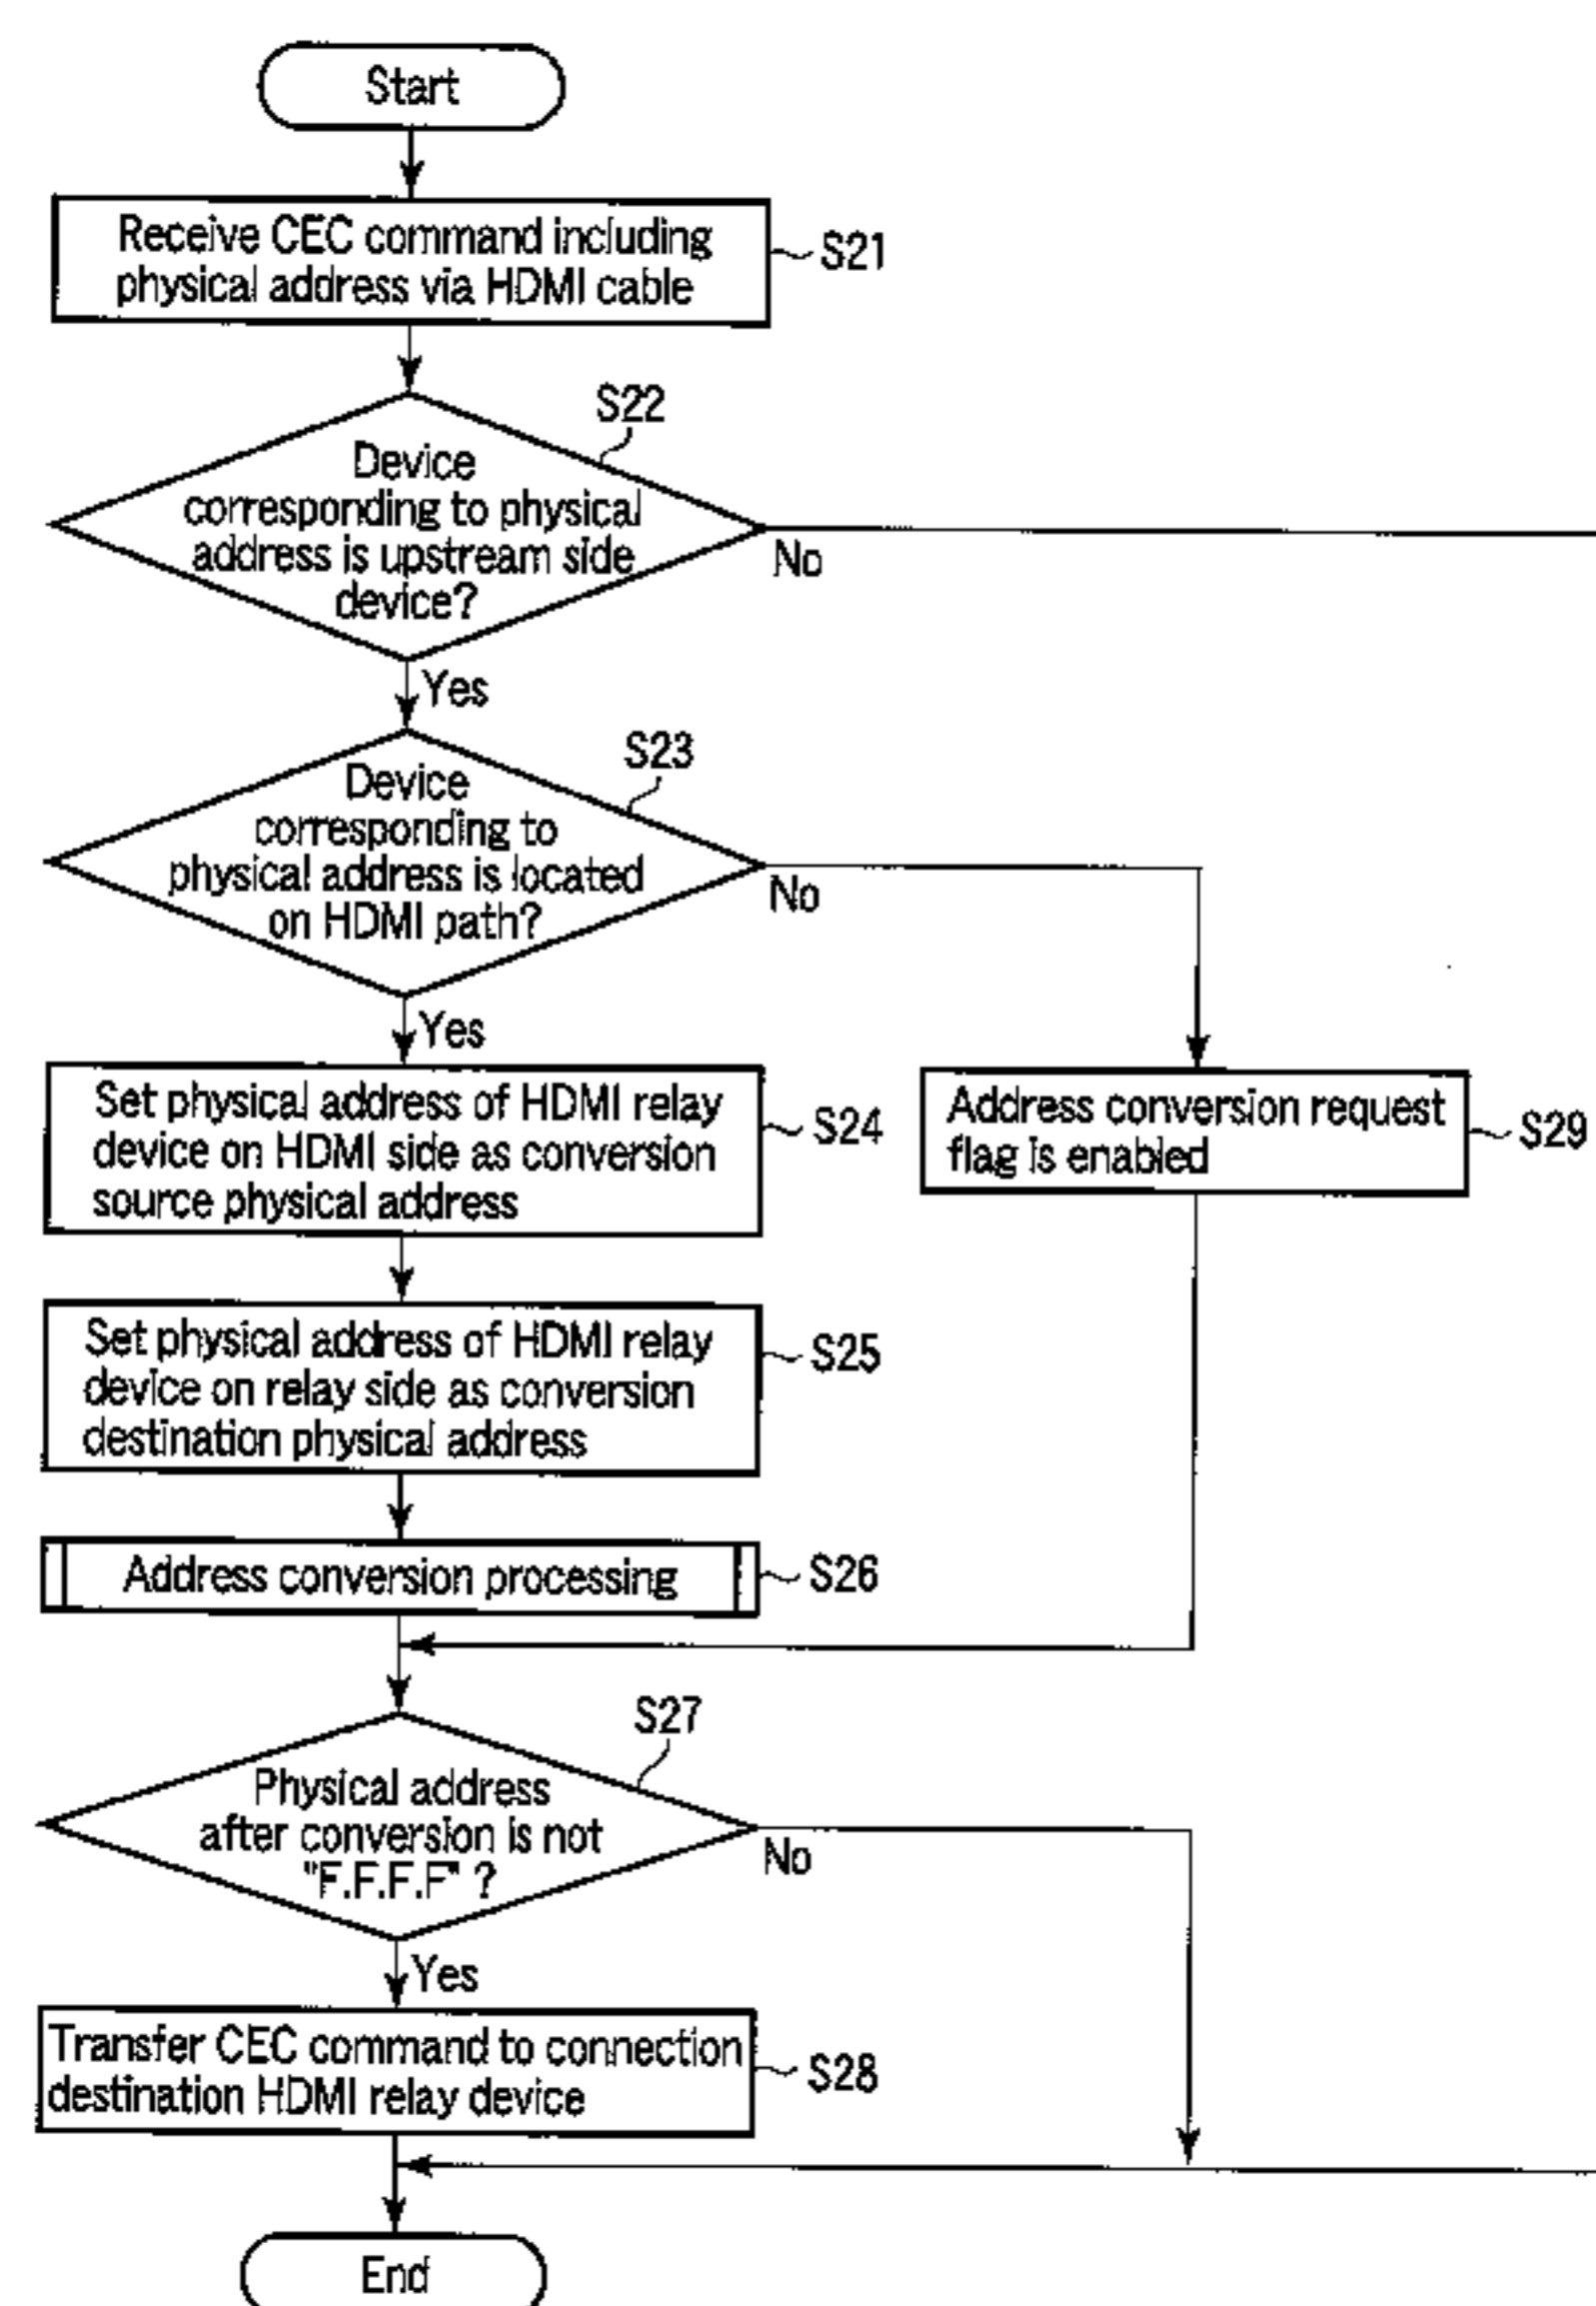 Start
Receive CEC command including
physical address via HDMI cable
S21
S22
Device
corresponding to physical
address is upstream side
device?
No
Yes
S23
Device
corresponding to
physical address is located
on HDMI path?
No
Yes
Set physical address of HDMI relay
device on HDMI side as conversion
source physical address
S24
Address conversion request
flag is enabled
S29
Set physical address of HDMI relay
device on relay side as conversion
destination physical address
S25
Address conversion processing
S26
S27
Physical address
after conversion is not
"F.F.F.F" ?
No
Yes
Transfer CEC command to connection
destination HDMI relay device
S28
End